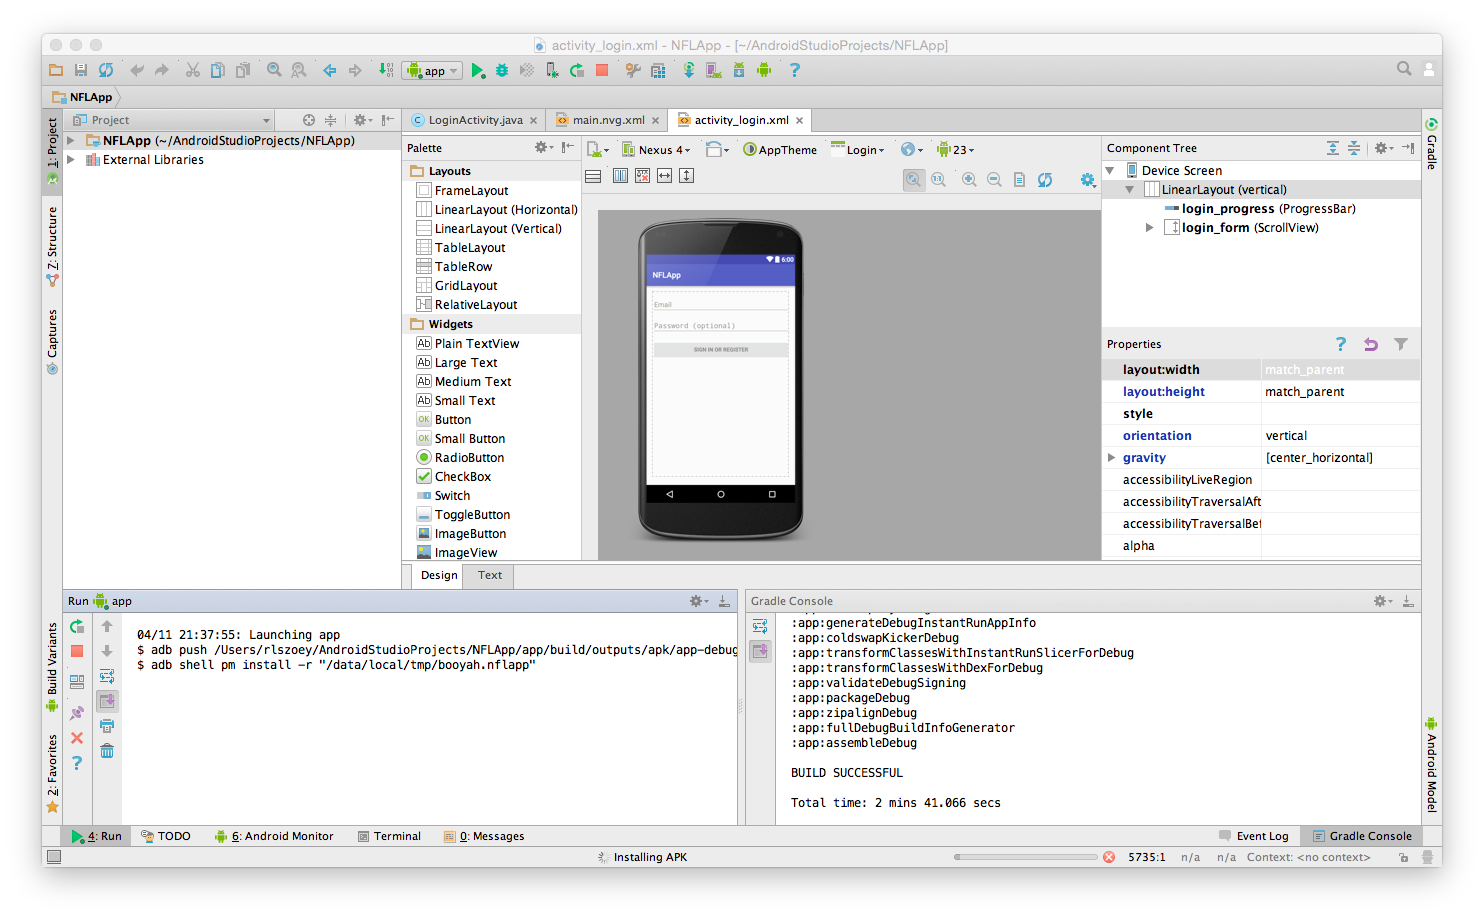 activity_login.xml - NFLApp - [~/AndroidStudioProjects/NFLApp]
app
NFLApp
Project
LoginActivity.java
main.nvg.xml
activity_login.xml
NFLApp (~/AndroidStudioProjects/NFLApp)
External Libraries
1: Project
Z: Structure
Captures
Build Variants
2: Favorites
Palette
Layouts
FrameLayout
LinearLayout (Horizontal)
LinearLayout (Vertical)
TableLayout
TableRow
GridLayout
RelativeLayout
Widgets
Plain TextView
Large Text
Medium Text
Small Text
Button
Small Button
RadioButton
CheckBox
Switch
ToggleButton
ImageButton
ImageView
Nexus 4
AppTheme
Login
23
6:00
NFLApp
Email
Password (optional)
SIGN IN OR REGISTER
Design
Text
Component Tree
Device Screen
LinearLayout (vertical)
login_progress (ProgressBar)
login_form (ScrollView)
Properties
layout:width match_parent
layout:height match_parent
style
orientation vertical
gravity [center_horizontal]
accessibilityLiveRegion
accessibilityTraversalAft
accessibilityTraversalBef
alpha
Gradle
Android Model
Run app
04/11 21:37:55: Launching app
$ adb push /Users/rlszoey/AndroidStudioProjects/NFLApp/app/build/outputs/apk/app-debug
$ adb shell pm install -r "/data/local/tmp/booyah.nflapp"
Gradle Console
:app:generateDebugInstantRunAppInfo
:app:coldswapKickerDebug
:app:transformClassesWithInstantRunSlicerForDebug
:app:transformClassesWithDexForDebug
:app:validateDebugSigning
:app:packageDebug
:app:zipalignDebug
:app:fullDebugBuildInfoGenerator
:app:assembleDebug
BUILD SUCCESSFUL
Total time: 2 mins 41.066 secs
4: Run
TODO
6: Android Monitor
Terminal
0: Messages
Event Log
Gradle Console
Installing APK
5735:1 n/a n/a Context: <no context>